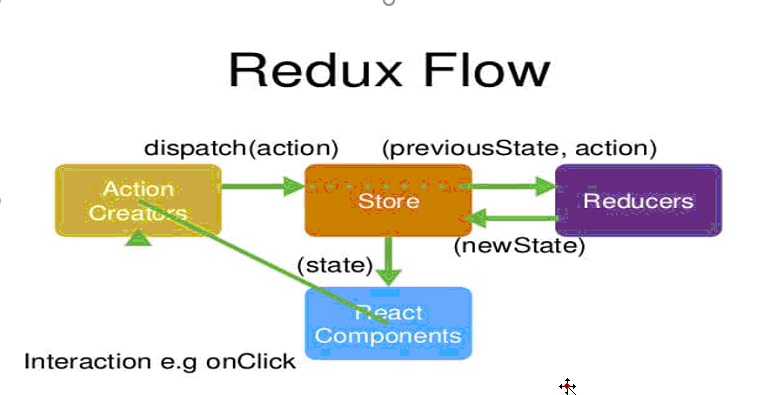 Redux Flow
dispatch(action)
(previousState, action)
Action
Creators
Store
Reducers
(newState)
(state)
React
Components
Interaction e.g onClick